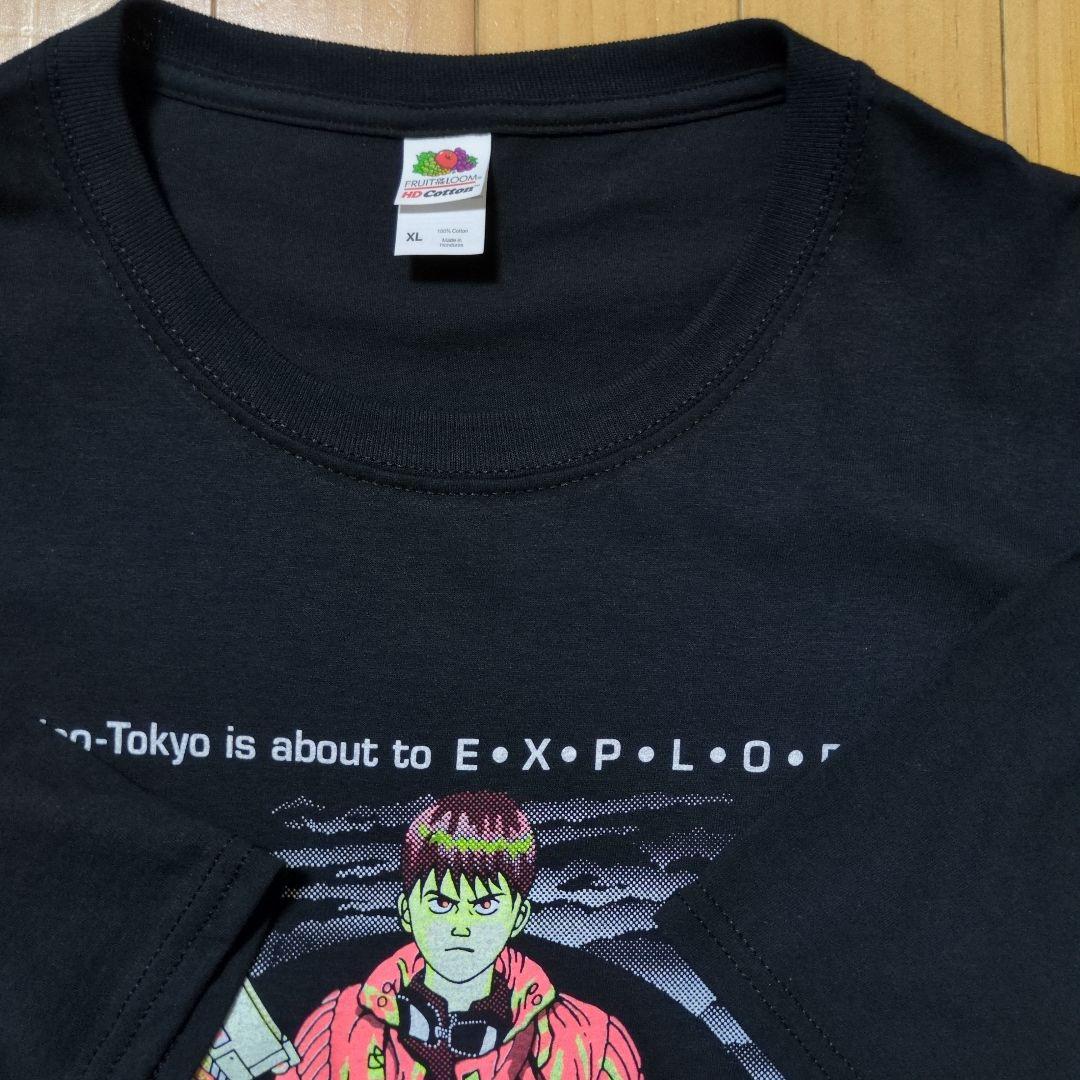 FRUIT OF THE LOOM
HD Cotton
XL
100% Cotton
Made in
Honduras
-Tokyo is about to E•X•P•L•O•